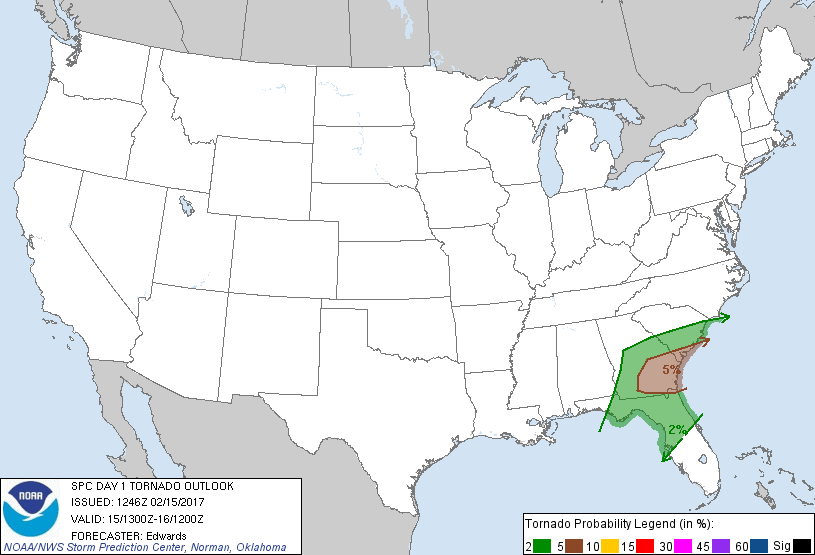 5%
2%
NOAA
SPC DAY 1 TORNADO OUTLOOK
ISSUED: 1246Z 02/15/2017
VALID: 15/1300Z-16/1200Z
FORECASTER: Edwards
NOAA/NWS Storm Prediction Center, Norman, Oklahoma
Tornado Probability Legend (in %):
2 5 10 15 30 45 60 Sig